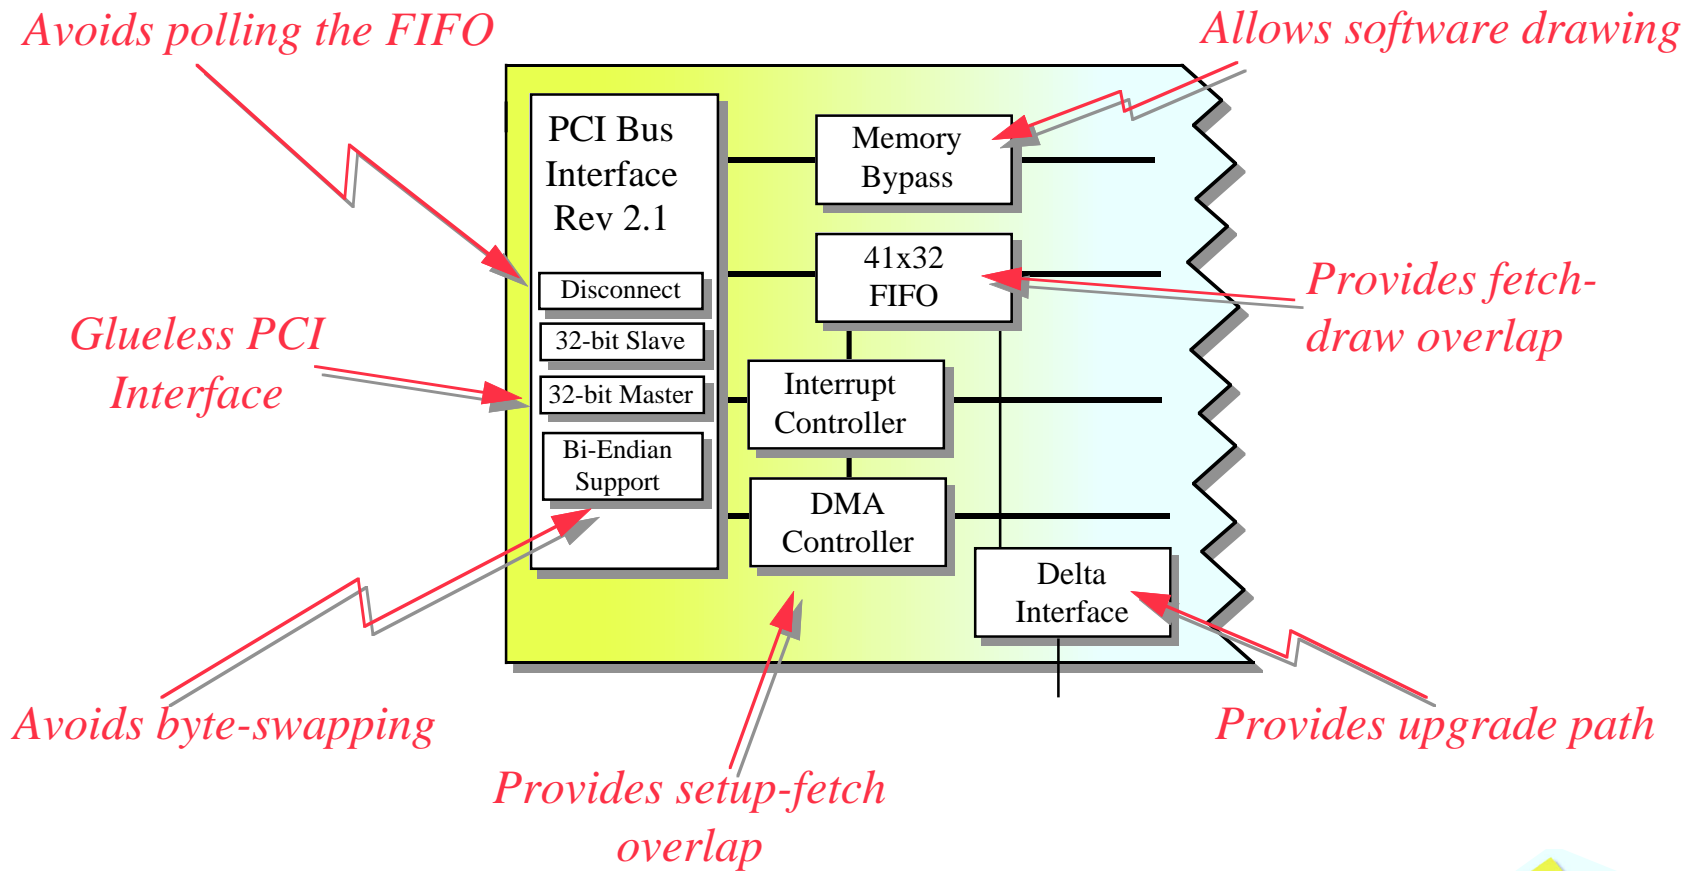 Avoids polling the FIFO
Allows software drawing
PCI Bus
Interface
Rev 2.1
Disconnect
32-bit Slave
32-bit Master
Bi-Endian
Support
Memory
Bypass
41x32
FIFO
Interrupt
Controller
DMA
Controller
Delta
Interface
Glueless PCI
Interface
Provides fetch-
draw overlap
Avoids byte-swapping
Provides setup-fetch
overlap
Provides upgrade path